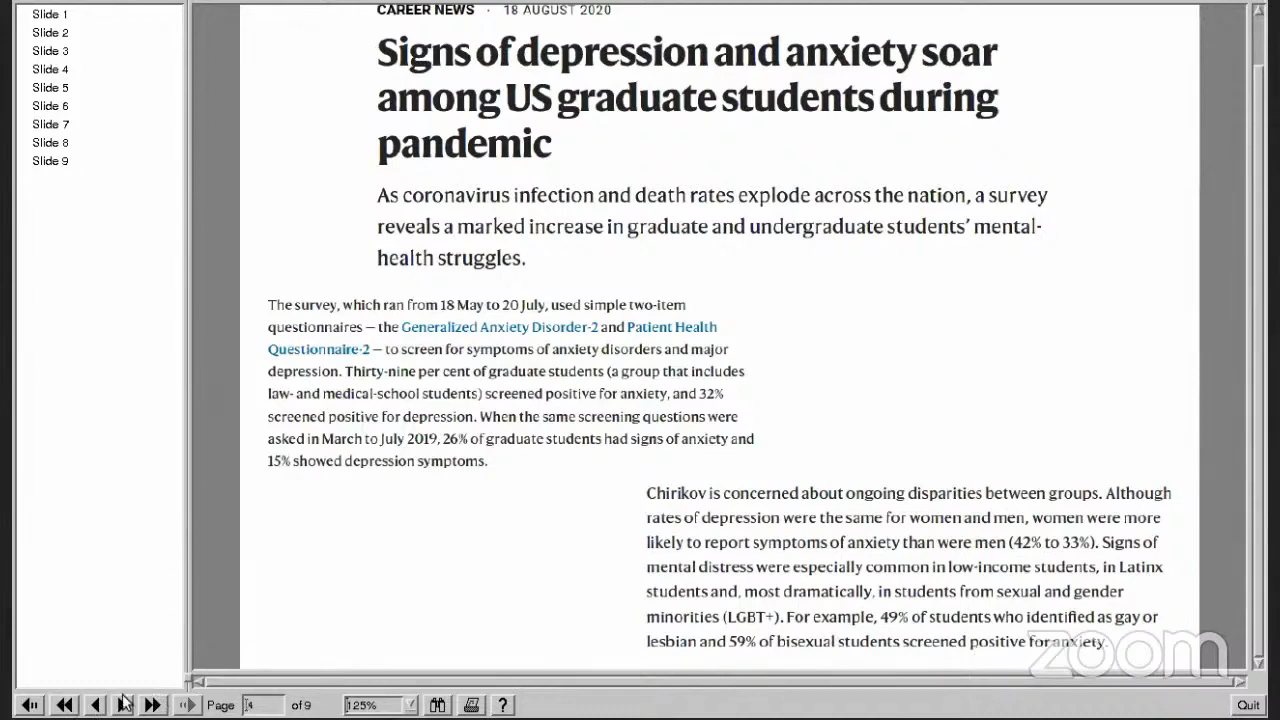 Slide 1
Slide 2
Slide 3
Slide 4
Slide 5
Slide 6
Slide 7
Slide 8
Slide 9
CAREER NEWS · 18 AUGUST 2020
Signs of depression and anxiety soar
among US graduate students during
pandemic
As coronavirus infection and death rates explode across the nation, a survey
reveals a marked increase in graduate and undergraduate students’ mental-
health struggles.
The survey, which ran from 18 May to 20 July, used simple two-item
questionnaires — the Generalized Anxiety Disorder-2 and Patient Health
Questionnaire-2 — to screen for symptoms of anxiety disorders and major
depression. Thirty-nine per cent of graduate students (a group that includes
law- and medical-school students) screened positive for anxiety, and 32%
screened positive for depression. When the same screening questions were
asked in March to July 2019, 26% of graduate students had signs of anxiety and
15% showed depression symptoms.
Chirikov is concerned about ongoing disparities between groups. Although
rates of depression were the same for women and men, women were more
likely to report symptoms of anxiety than were men (42% to 33%). Signs of
mental distress were especially common in low-income students, in Latinx
students and, most dramatically, in students from sexual and gender
minorities (LGBT+). For example, 49% of students who identified as gay or
lesbian and 59% of bisexual students screened positive for anxiety.
zoom
Page 4 of 9 125% ? Quit